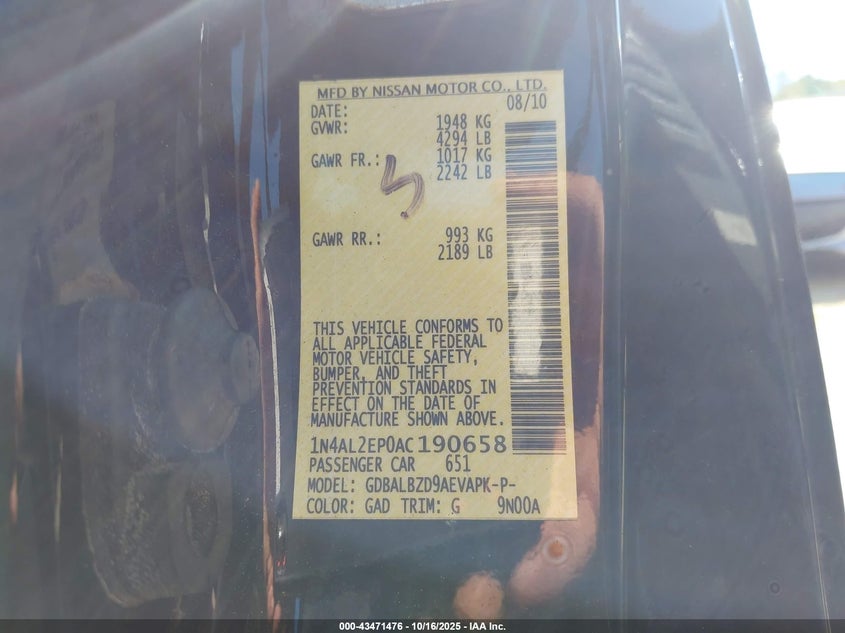 MFD BY NISSAN MOTOR CO., LTD.
DATE: 08/10
GVWR: 1948 KG
4294 LB
GAWR FR.: 1017 KG
2242 LB
GAWR RR.: 993 KG
2189 LB
THIS VEHICLE CONFORMS TO
ALL APPLICABLE FEDERAL
MOTOR VEHICLE SAFETY,
BUMPER, AND THEFT
PREVENTION STANDARDS IN
EFFECT ON THE DATE OF
MANUFACTURE SHOWN ABOVE.
1N4AL2EP0AC190658
PASSENGER CAR 651
MODEL: GDBALBZD9AEVAPK-P-
COLOR: GAD TRIM: G 9N00A
000-43471476 - 10/16/2025 - IAA Inc.